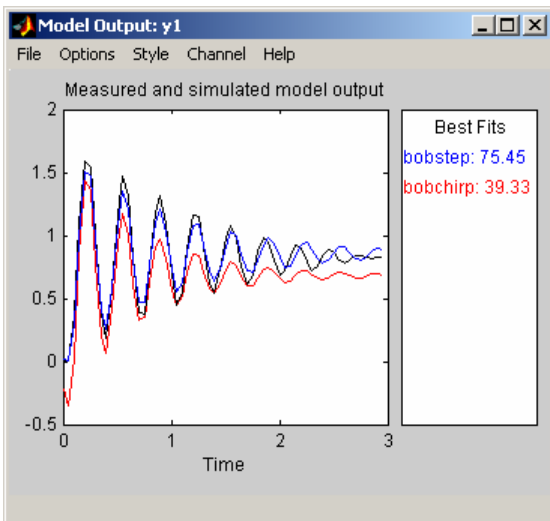 Model Output: y1
File Options Style Channel Help
Measured and simulated model output
2
1.5
1
0.5
0
-0.5
0 1 2 3
Time
Best Fits
bobstep: 75.45
bobchirp: 39.33